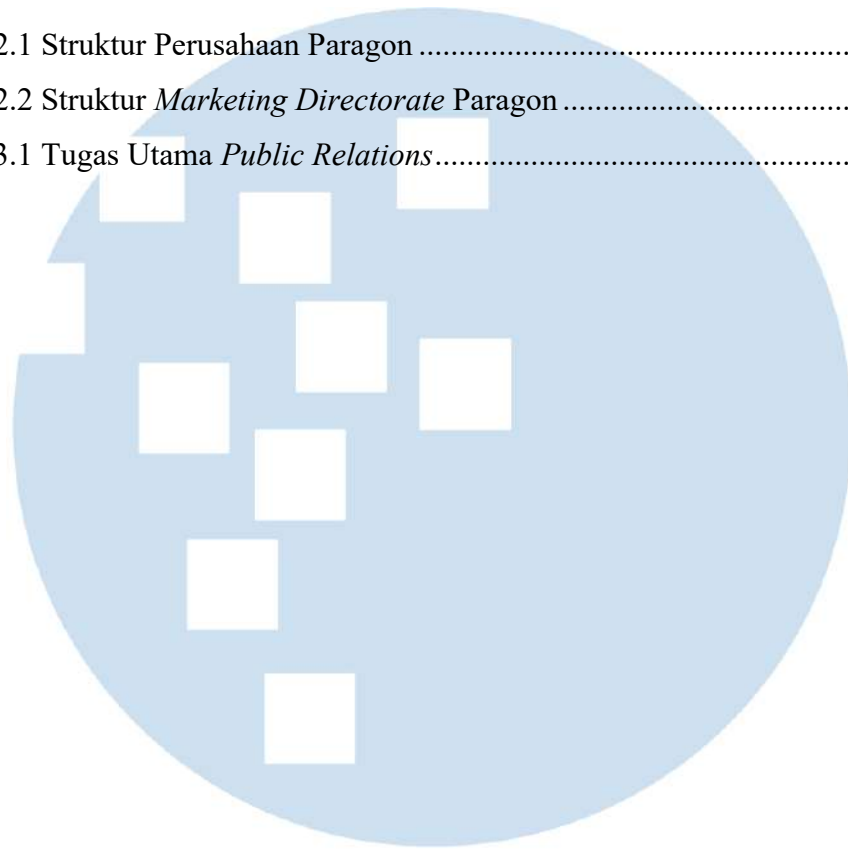 2.1 Struktur Perusahaan Paragon ........................................................
2.2 Struktur Marketing Directorate Paragon ......................................
3.1 Tugas Utama Public Relations.......................................................